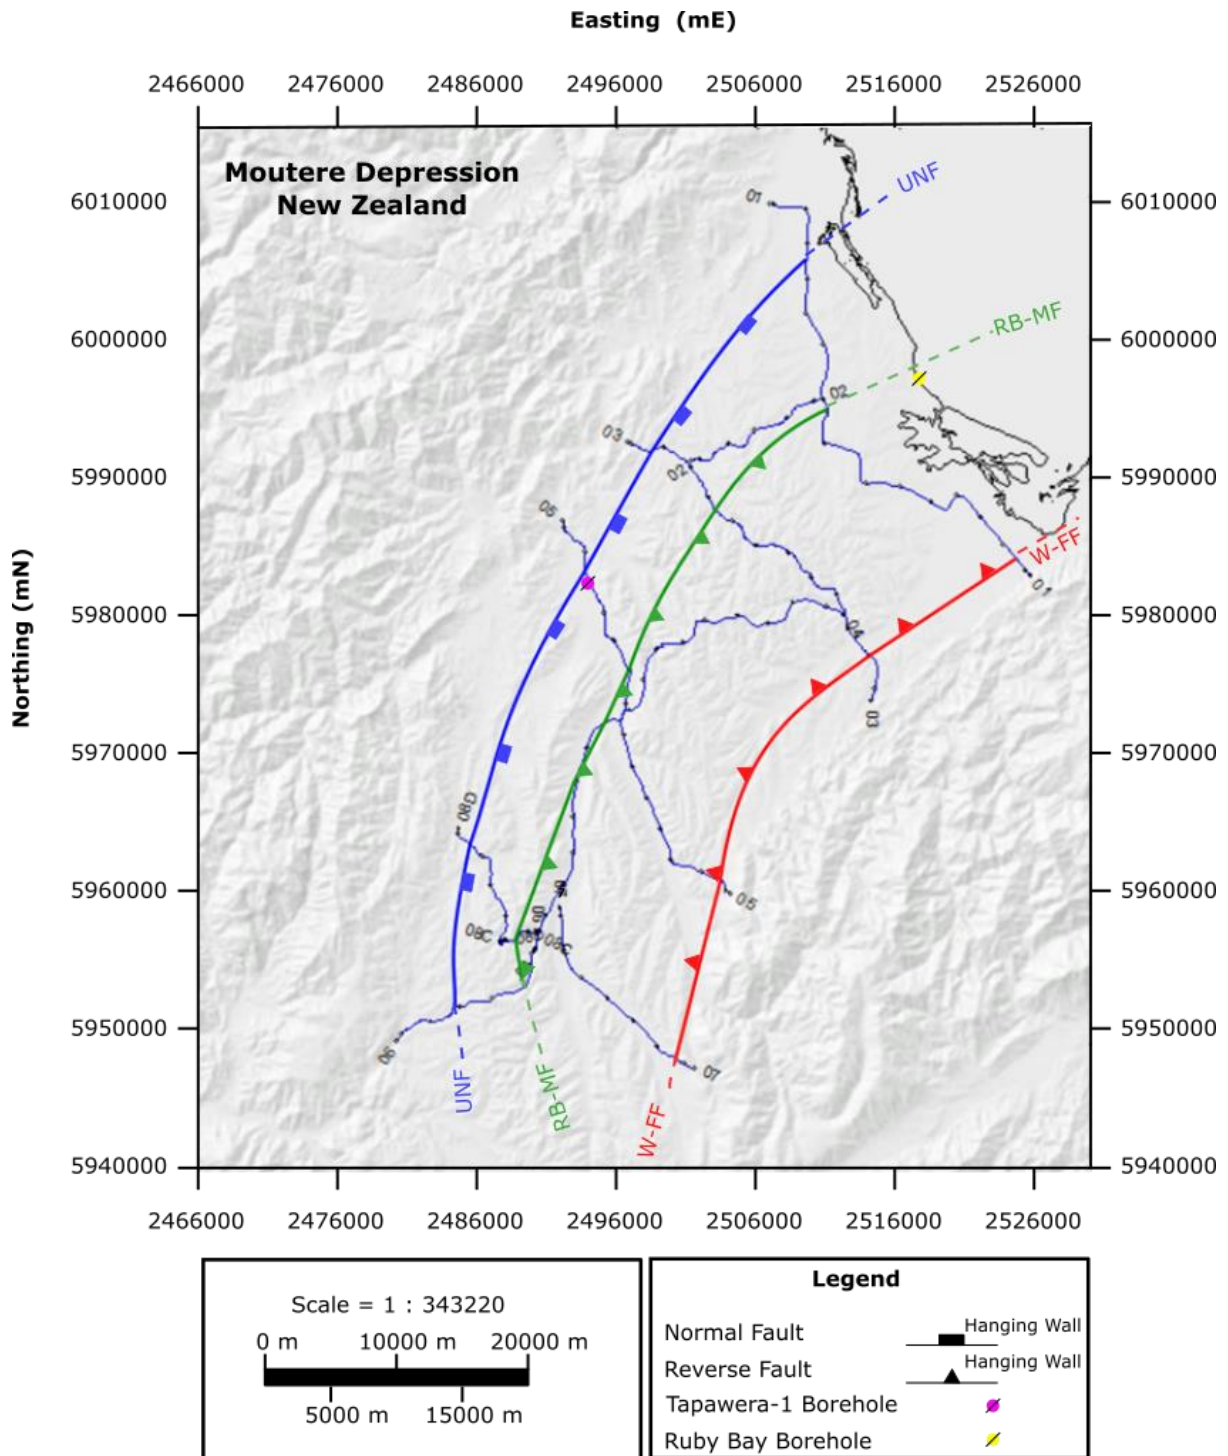 Easting (mE)
2466000 2476000 2486000 2496000 2506000 2516000 2526000
Moutere Depression
New Zealand
UNF
01
6010000 6010000
RB-MF
6000000 6000000
02
03
02
5990000 5990000
05
W-FF
01
Northing (mN)
5980000 5980000
04
03
5970000 5970000
08D
5960000 5960000
05
06
08C
5950000 5950000
06
07
UNF
RB-MF
W-FF
5940000 5940000
2466000 2476000 2486000 2496000 2506000 2516000 2526000
Scale = 1 : 343220
0 m 10000 m 20000 m
5000 m 15000 m
Legend
Normal Fault Hanging Wall
Reverse Fault Hanging Wall
Tapawera-1 Borehole
Ruby Bay Borehole